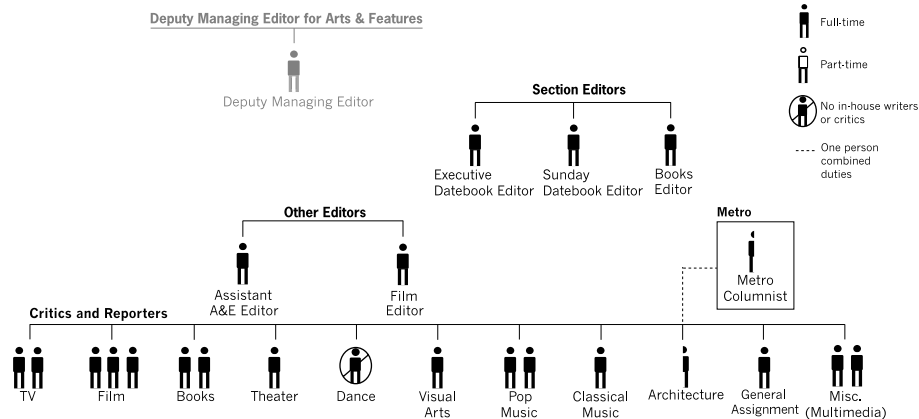 Deputy Managing Editor for Arts & Features
Deputy Managing Editor
Full-time
Part-time
No in-house writers
or critics
One person
combined
duties
Section Editors
Executive
Datebook Editor
Sunday
Datebook Editor
Books
Editor
Other Editors
Assistant
A&E Editor
Film
Editor
Metro
Metro
Columnist
Critics and Reporters
TV
Film
Books
Theater
Dance
Visual
Arts
Pop
Music
Classical
Music
Architecture
General
Assignment
Misc.
(Multimedia)